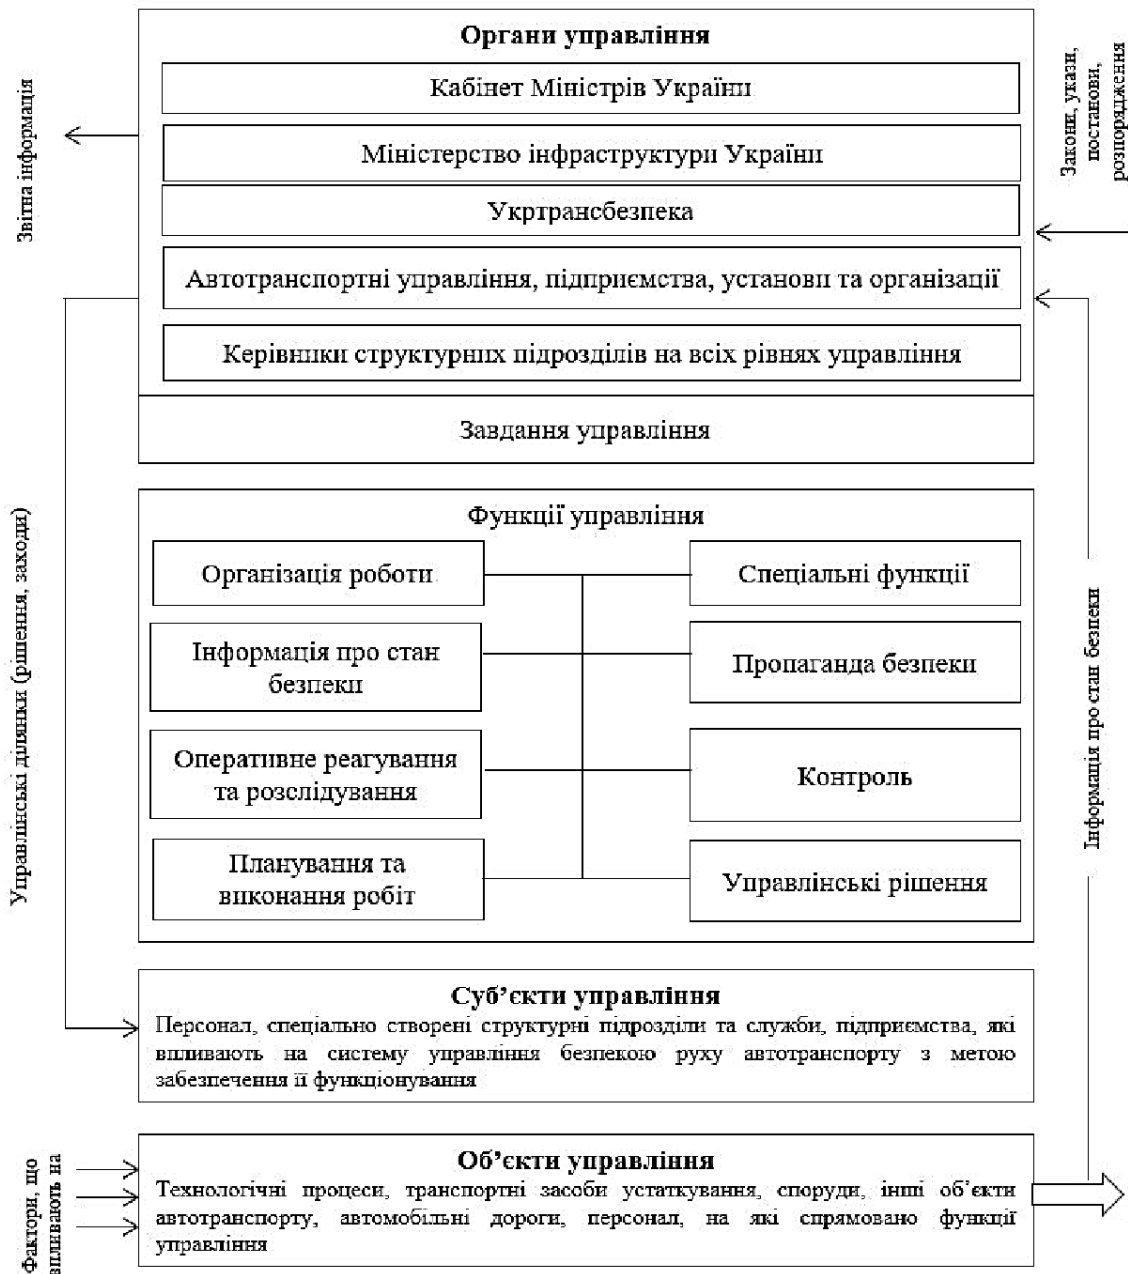 Органи управління
Кабінет Міністрів України
Міністерство інфраструктури України
Укртрансбезпека
Автотранспортні управління, підприємства, установи та організації
Керівники структурних підрозділів на всіх рівнях управління
Завдання управління
Звітна інформація
Закони, укази,
постанови,
розпорядження
Функції управління
Організація роботи
Спеціальні функції
Інформація про стан
безпеки
Пропаганда безпеки
Оперативне реагування
та розслідування
Контроль
Планування та
виконання робіт
Управлінські рішення
Управлінські ділянки (рішення, заходи)
Інформація про стан безпеки
Суб’єкти управління
Персонал, спеціально створені структурні підрозділи та служби, підприємства, які
впливають на систему управління безпекою руху автотранспорту з метою
забезпечення її функціонування
Фактори, що
впливають на
Об’єкти управління
Технологічні процеси, транспортні засоби устаткування, споруди, інші об’єкти
автотранспорту, автомобільні дороги, персонал, на які спрямовано функції
управління